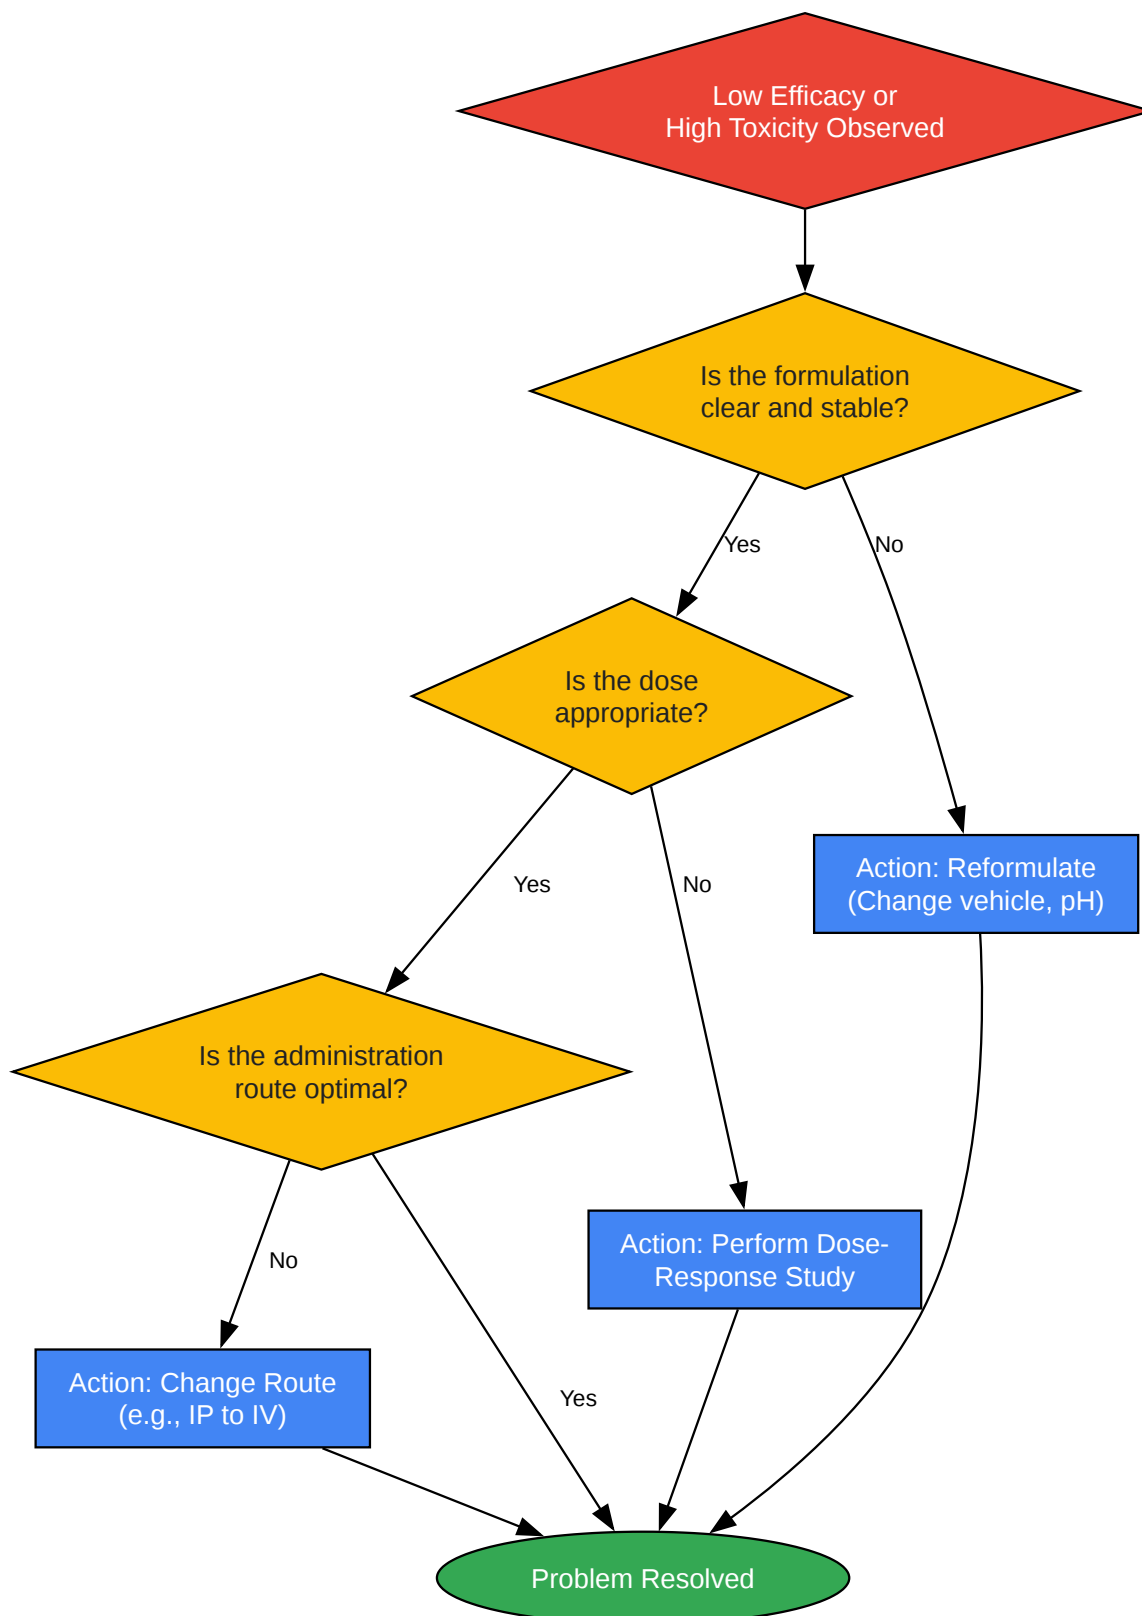 Low Efficacy or
High Toxicity Observed
Is the formulation
clear and stable?
Yes
No
Is the dose
appropriate?
Action: Reformulate
(Change vehicle, pH)
Yes
No
Is the administration
route optimal?
Action: Perform Dose-
Response Study
No
Action: Change Route
(e.g., IP to IV)
Yes
Problem Resolved